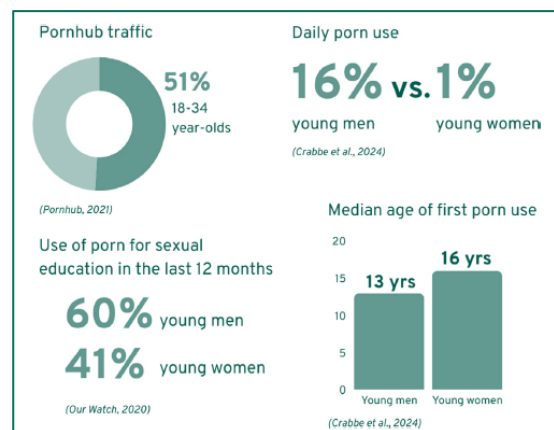 Pornhub traffic
51%
18-34
year-olds
(Pornhub, 2021)
Daily porn use
16% vs. 1%
young men young women
(Crabbe et al., 2024)
Use of porn for sexual
education in the last 12 months
60% young men
41% young women
(Our Watch, 2020)
Median age of first porn use
20
15
10
5
0
13 yrs
16 yrs
Young men Young women
(Crabbe et al., 2024)